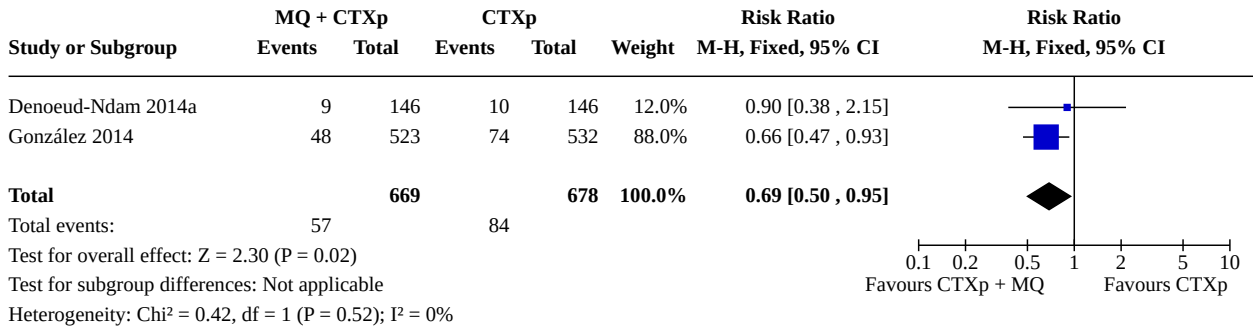 MQ + CTXp CTXp Risk Ratio Risk Ratio
Study or Subgroup Events Total Events Total Weight M-H, Fixed, 95% CI M-H, Fixed, 95% CI
Denoeud-Ndam 2014a 9 146 10 146 12.0% 0.90 [0.38 , 2.15]
González 2014 48 523 74 532 88.0% 0.66 [0.47 , 0.93]
Total 669 678 100.0% 0.69 [0.50 , 0.95]
Total events: 57 84
Test for overall effect: Z = 2.30 (P = 0.02)
Test for subgroup differences: Not applicable
Heterogeneity: Chi² = 0.42, df = 1 (P = 0.52); I² = 0%
0.1 0.2 0.5 1 2 5 10
Favours CTXp + MQ Favours CTXp